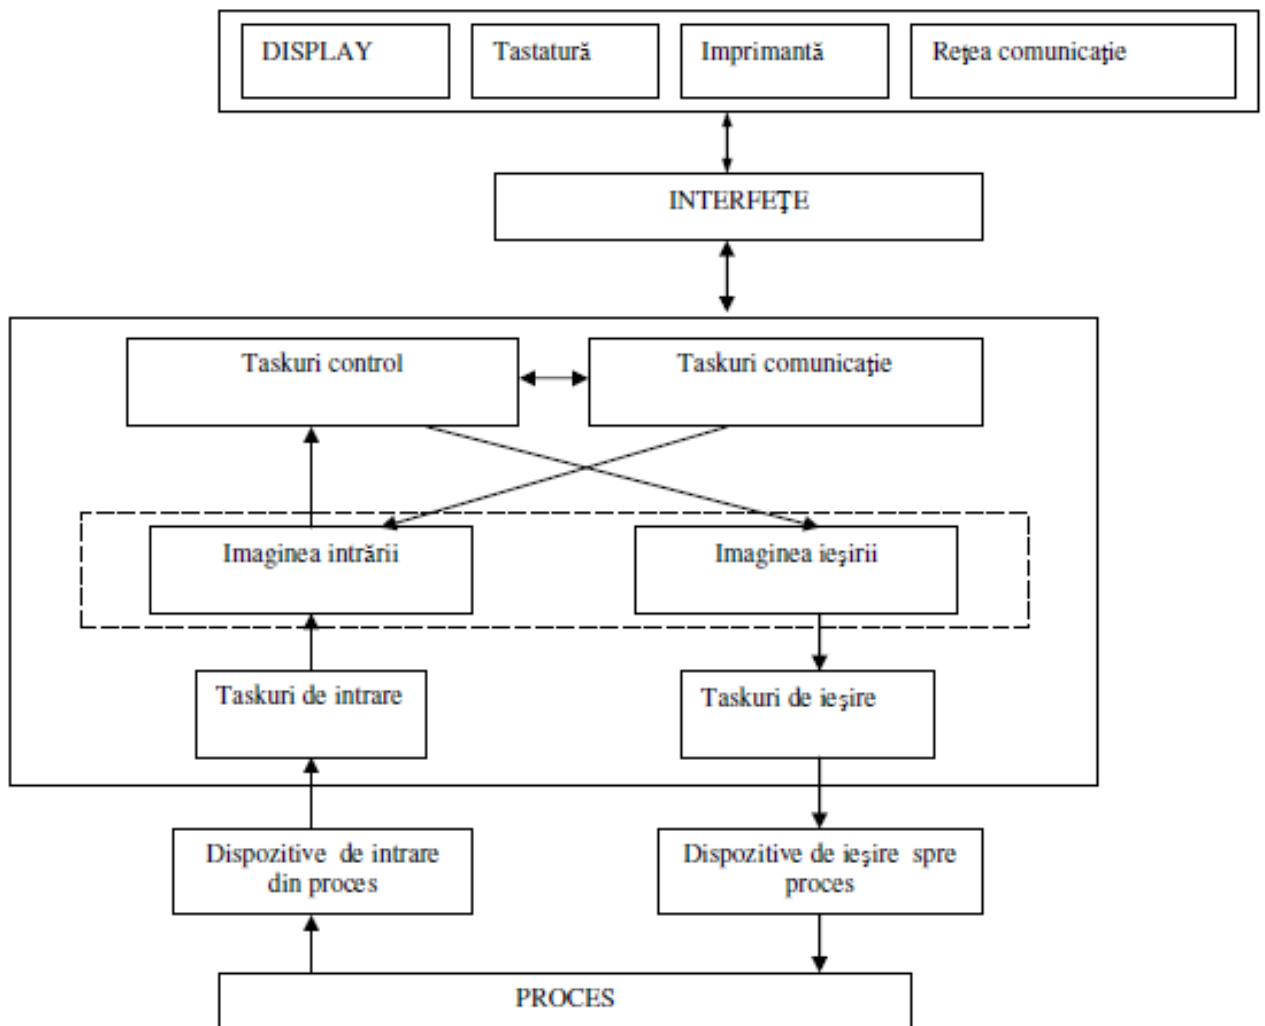 DISPLAY
Tastatură
Imprimantă
Reţea comunicaţie
INTERFEŢE
Taskuri control
Taskuri comunicaţie
Imaginea intrării
Imaginea ieşirii
Taskuri de intrare
Taskuri de ieşire
Dispozitive de intrare
din proces
Dispozitive de ieşire spre
proces
PROCES